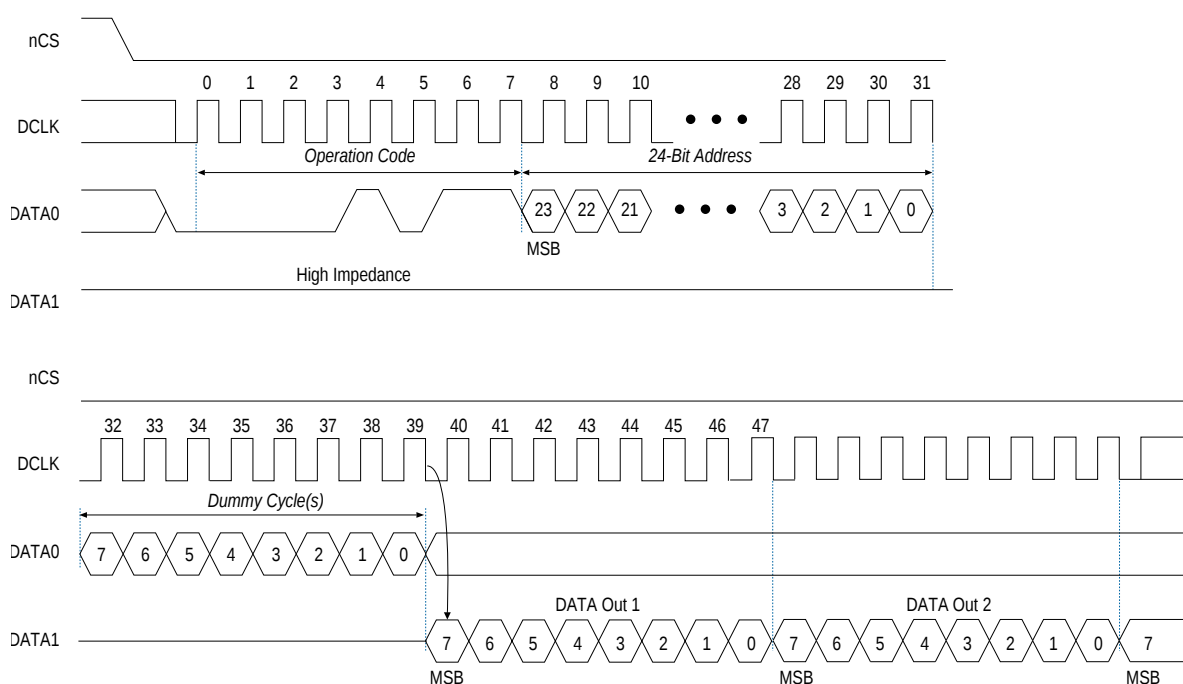 nCS
0 1 2 3 4 5 6 7 8 9 10 28 29 30 31
DCLK
Operation Code 24-Bit Address
DATA0 23 22 21 3 2 1 0
MSB
High Impedance
DATA1
nCS
32 33 34 35 36 37 38 39 40 41 42 43 44 45 46 47
DCLK
Dummy Cycle(s)
DATA0 7 6 5 4 3 2 1 0
DATA Out 1 DATA Out 2
DATA1 7 6 5 4 3 2 1 0 7 6 5 4 3 2 1 0 7
MSB MSB MSB